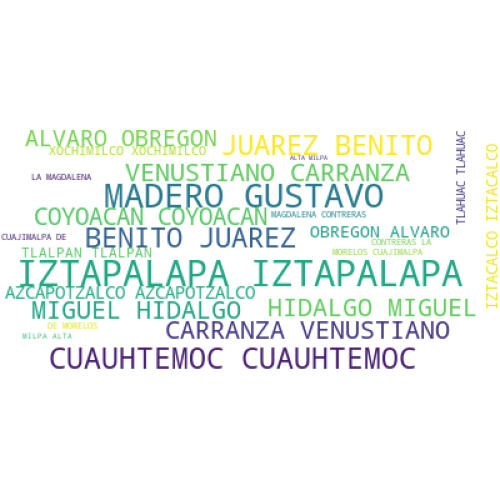 ALVARO OBREGON
JUAREZ BENITO
XOCHIMILCO XOCHIMILCO
ALTA MILPA
VENUSTIANO CARRANZA
LA MAGDALENA
MADERO GUSTAVO
COYOACAN COYOACAN
MAGDALENA CONTRERAS
BENITO JUAREZ
OBREGON ALVARO
CUAJIMALPA DE
CONTRERAS LA
TLALPAN TLALPAN
MORELOS CUAJIMALPA
IZTAPALAPA IZTAPALAPA
AZCAPOTZALCO AZCAPOTZALCO
MIGUEL HIDALGO
HIDALGO MIGUEL
DE MORELOS
CARRANZA VENUSTIANO
MILPA ALTA
CUAUHTEMOC CUAUHTEMOC
TLAHUAC TLAHUAC
IZTACALCO IZTACALCO